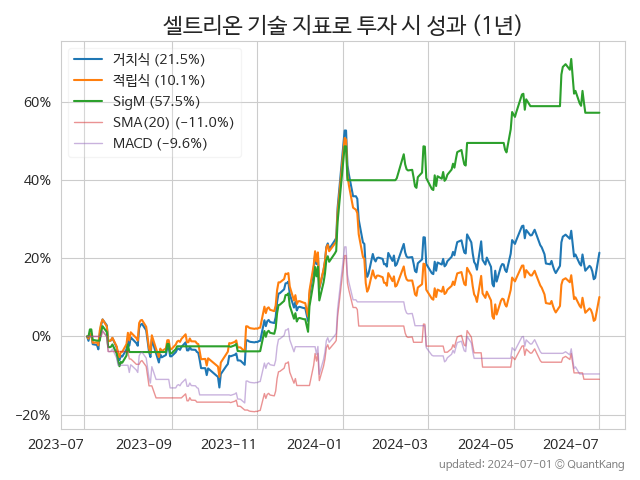 셀트리온 기술 지표로 투자 시 성과 (1년)
거치식 (21.5%)
적립식 (10.1%)
SigM (57.5%)
SMA(20) (−11.0%)
MACD (−9.6%)
60%
40%
20%
0%
−20%
2023-07 2023-09 2023-11 2024-01 2024-03 2024-05 2024-07
updated: 2024-07-01 © QuantKang